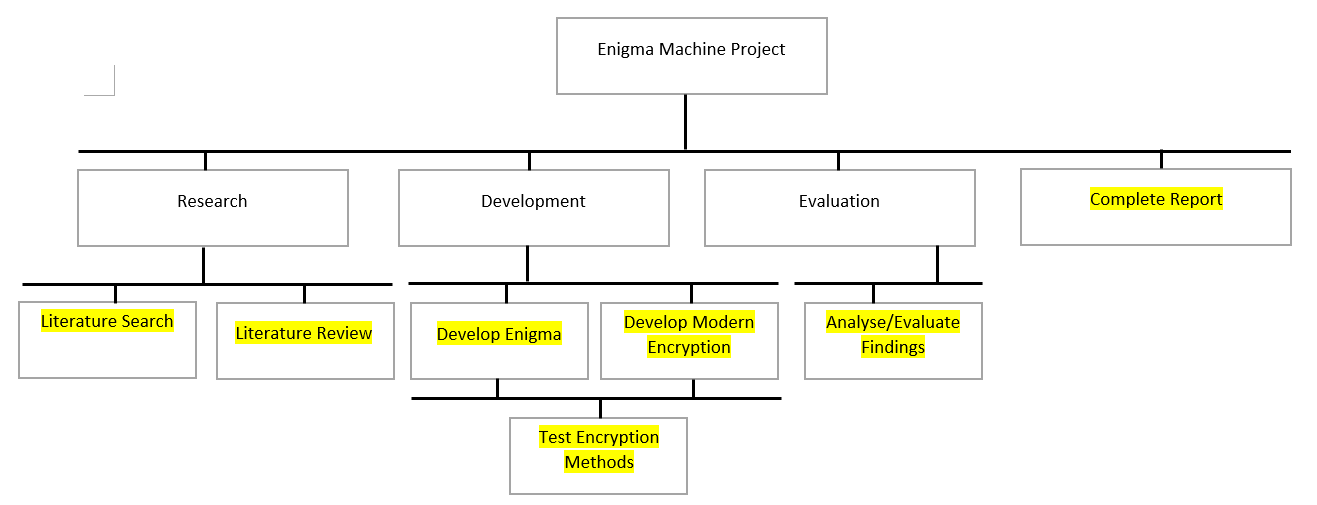 Enigma Machine Project
Research
Development
Evaluation
Complete Report
Literature Search
Literature Review
Develop Enigma
Develop Modern
Encryption
Analyse/Evaluate
Findings
Test Encryption
Methods